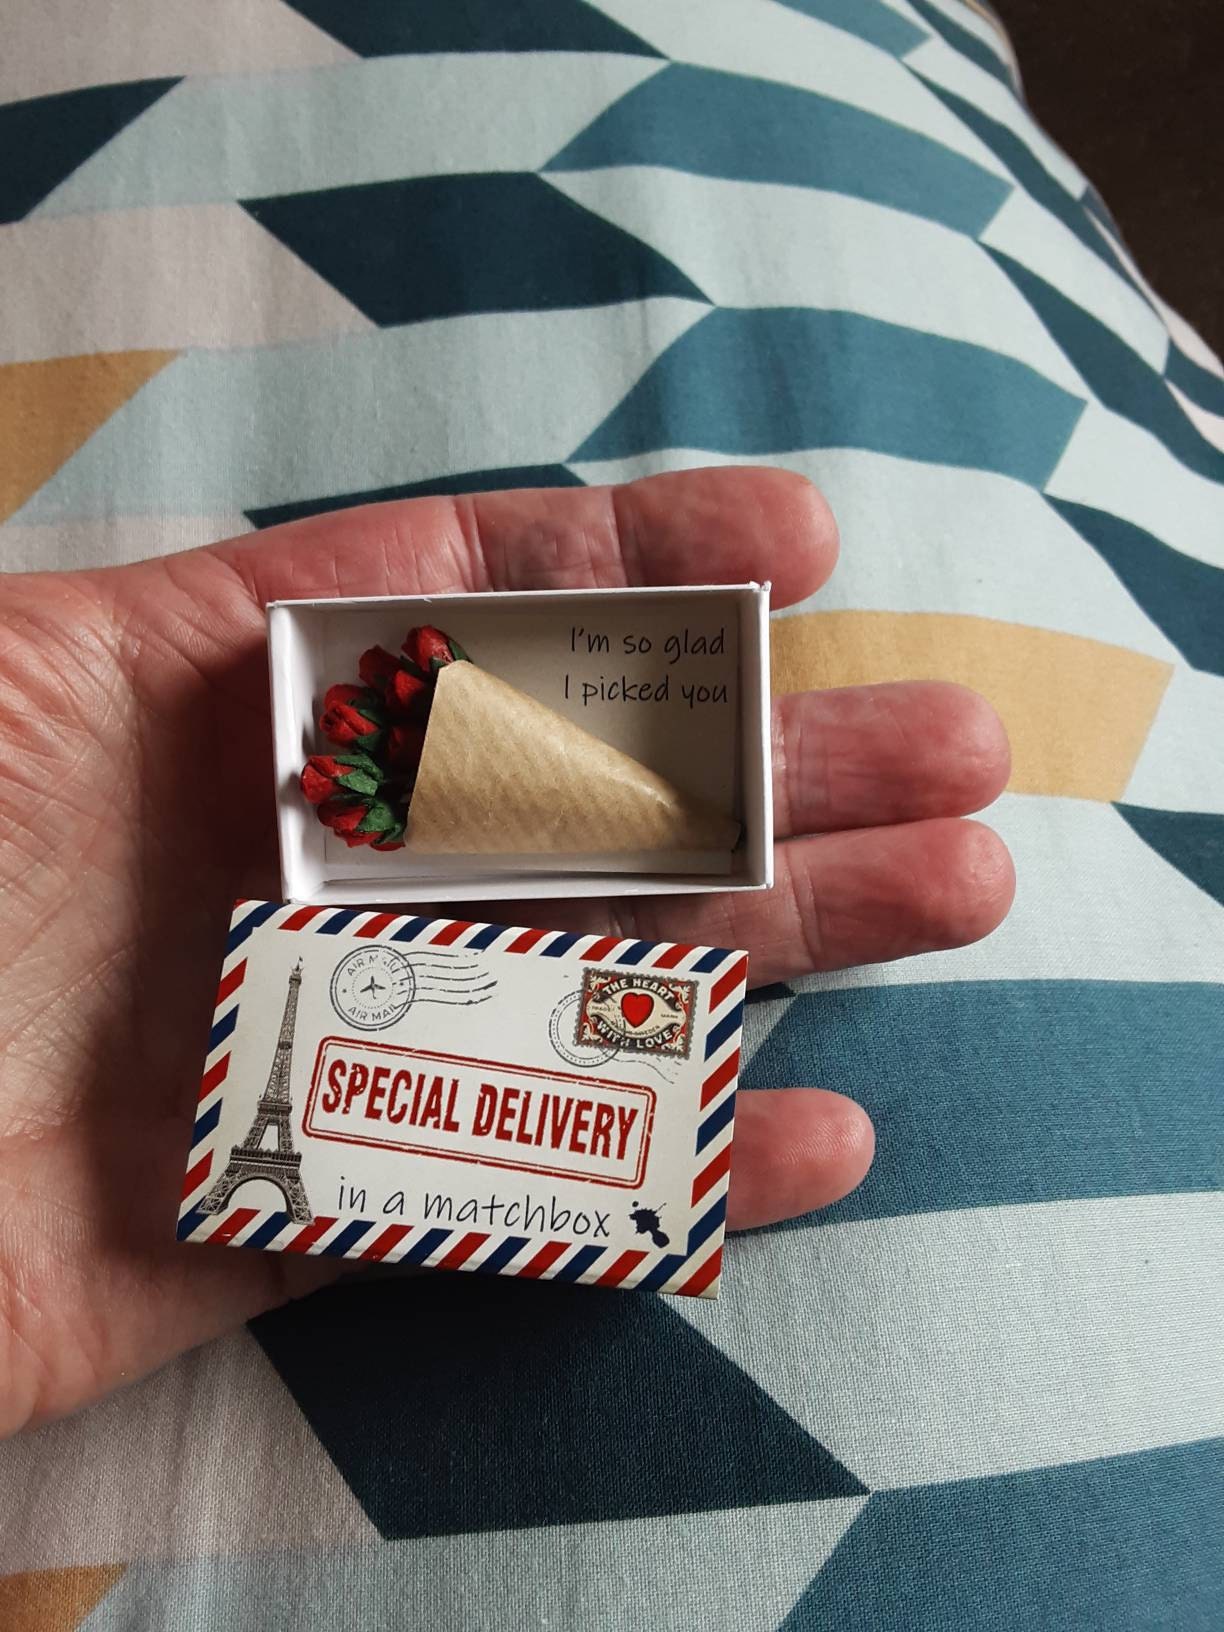 I'm so glad
I picked you
AIR MAIL
AIR MAIL
THE HEART
WITH LOVE
SPECIAL DELIVERY
in a matchbox